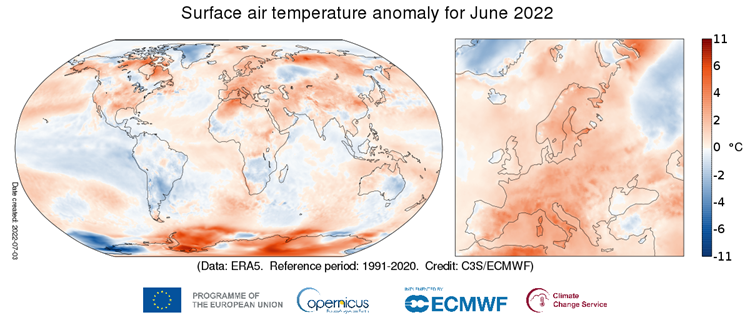 Surface air temperature anomaly for June 2022
11
6
4
2
0 °C
-2
-4
-6
-11
Date created: 2022-07-03
(Data: ERA5. Reference period: 1991-2020. Credit: C3S/ECMWF)
PROGRAMME OF
THE EUROPEAN UNION
opernicus
IMPLEMENTED BY
ECMWF
Climate
Change Service